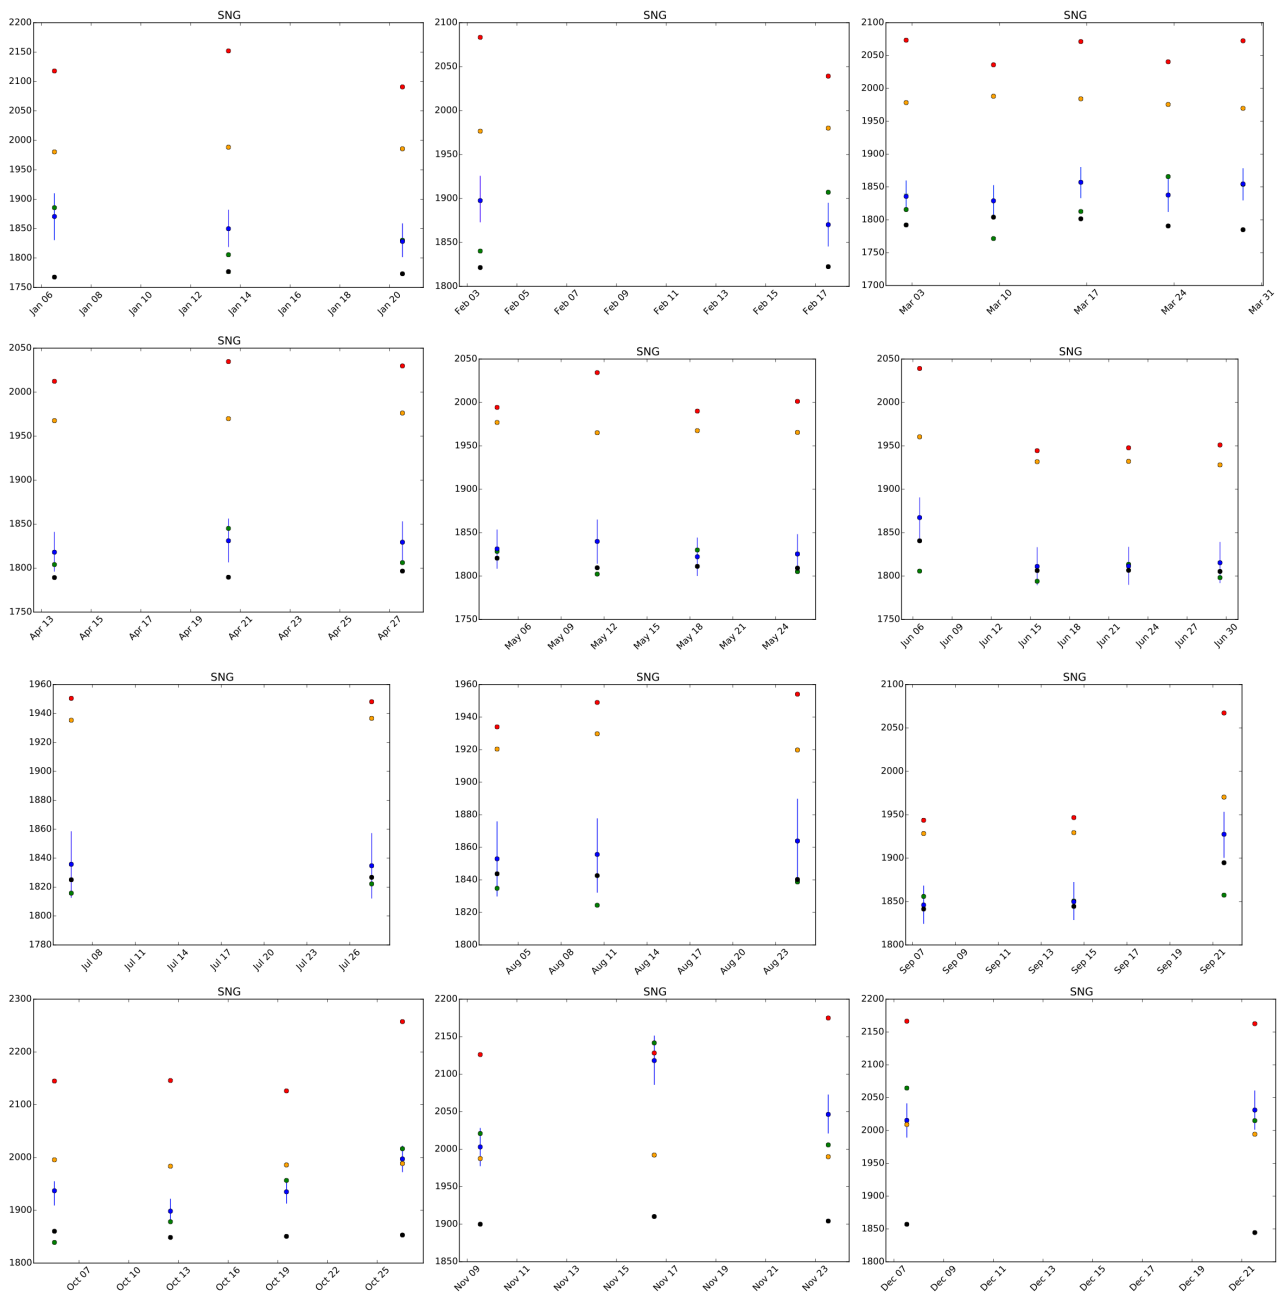 SNG SNG SNG
2200 2150 2100 2050 2000 1950 1900 1850 1800 1750
Jan 06 Jan 08 Jan 10 Jan 12 Jan 14 Jan 16 Jan 18 Jan 20
2100 2050 2000 1950 1900 1850 1800
Feb 03 Feb 05 Feb 07 Feb 09 Feb 11 Feb 13 Feb 15 Feb 17
2100 2050 2000 1950 1900 1850 1800 1750 1700
Mar 03 Mar 10 Mar 17 Mar 24 Mar 31
SNG SNG SNG
2050 2000 1950 1900 1850 1800 1750
Apr 13 Apr 15 Apr 17 Apr 19 Apr 21 Apr 23 Apr 25 Apr 27
2050 2000 1950 1900 1850 1800 1750
May 06 May 09 May 12 May 15 May 18 May 21 May 24
2050 2000 1950 1900 1850 1800 1750
Jun 06 Jun 09 Jun 12 Jun 15 Jun 18 Jun 21 Jun 24 Jun 27 Jun 30
SNG SNG SNG
1960 1940 1920 1900 1880 1860 1840 1820 1800 1780
Jul 08 Jul 11 Jul 14 Jul 17 Jul 20 Jul 23 Jul 26
1960 1940 1920 1900 1880 1860 1840 1820 1800
Aug 05 Aug 08 Aug 11 Aug 14 Aug 17 Aug 20 Aug 23
2100 2050 2000 1950 1900 1850 1800
Sep 07 Sep 09 Sep 11 Sep 13 Sep 15 Sep 17 Sep 19 Sep 21
SNG SNG SNG
2300 2200 2100 2000 1900 1800
Oct 07 Oct 10 Oct 13 Oct 16 Oct 19 Oct 22 Oct 25
2200 2150 2100 2050 2000 1950 1900 1850
Nov 09 Nov 11 Nov 13 Nov 15 Nov 17 Nov 19 Nov 21 Nov 23
2200 2150 2100 2050 2000 1950 1900 1850 1800
Dec 07 Dec 09 Dec 11 Dec 13 Dec 15 Dec 17 Dec 19 Dec 21